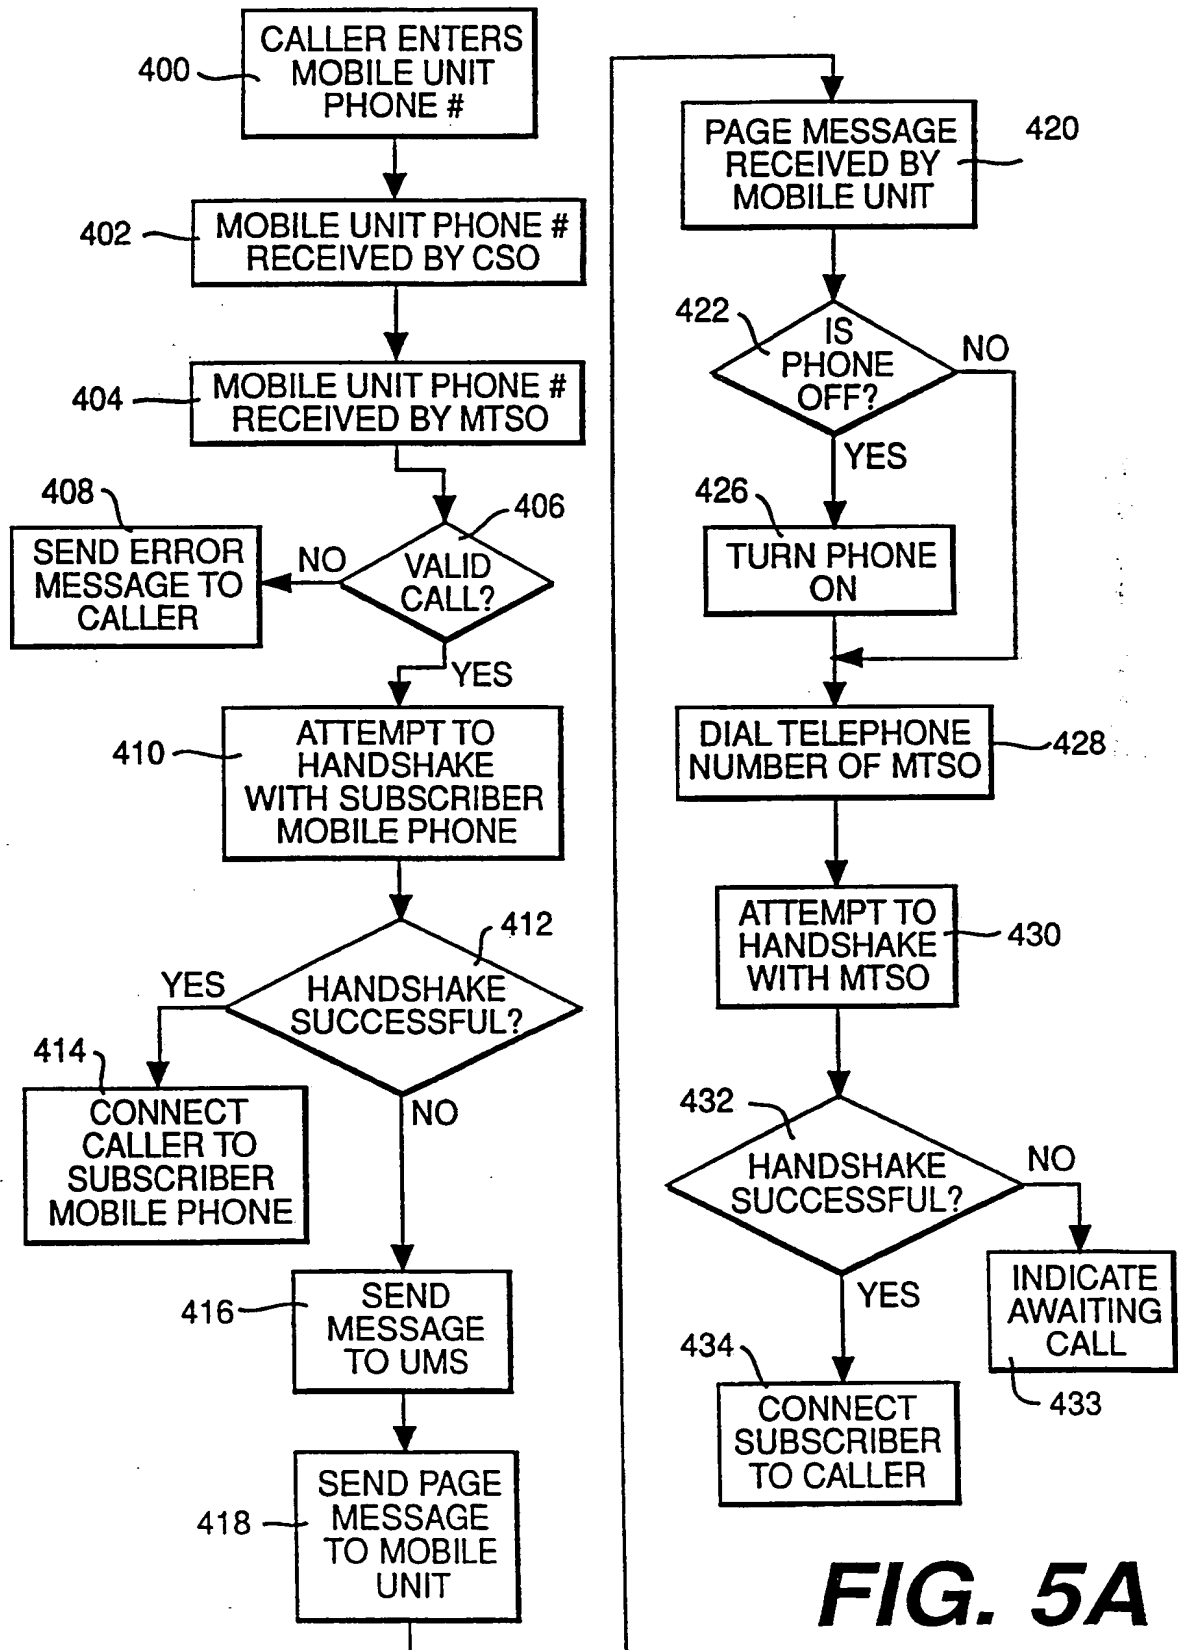 400
CALLER ENTERS
MOBILE UNIT
PHONE #
402
MOBILE UNIT PHONE #
RECEIVED BY CSO
404
MOBILE UNIT PHONE #
RECEIVED BY MTSO
408
SEND ERROR
MESSAGE TO
CALLER
NO
406
VALID
CALL?
YES
410
ATTEMPT TO
HANDSHAKE
WITH SUBSCRIBER
MOBILE PHONE
412
HANDSHAKE
SUCCESSFUL?
YES
414
CONNECT
CALLER TO
SUBSCRIBER
MOBILE PHONE
NO
416
SEND
MESSAGE
TO UMS
418
SEND PAGE
MESSAGE
TO MOBILE
UNIT
PAGE MESSAGE
RECEIVED BY
MOBILE UNIT
420
422
IS
PHONE
OFF?
NO
YES
426
TURN PHONE
ON
DIAL TELEPHONE
NUMBER OF MTSO
428
ATTEMPT TO
HANDSHAKE
WITH MTSO
430
432
HANDSHAKE
SUCCESSFUL?
NO
YES
INDICATE
AWAITING
CALL
433
434
CONNECT
SUBSCRIBER
TO CALLER
FIG. 5A